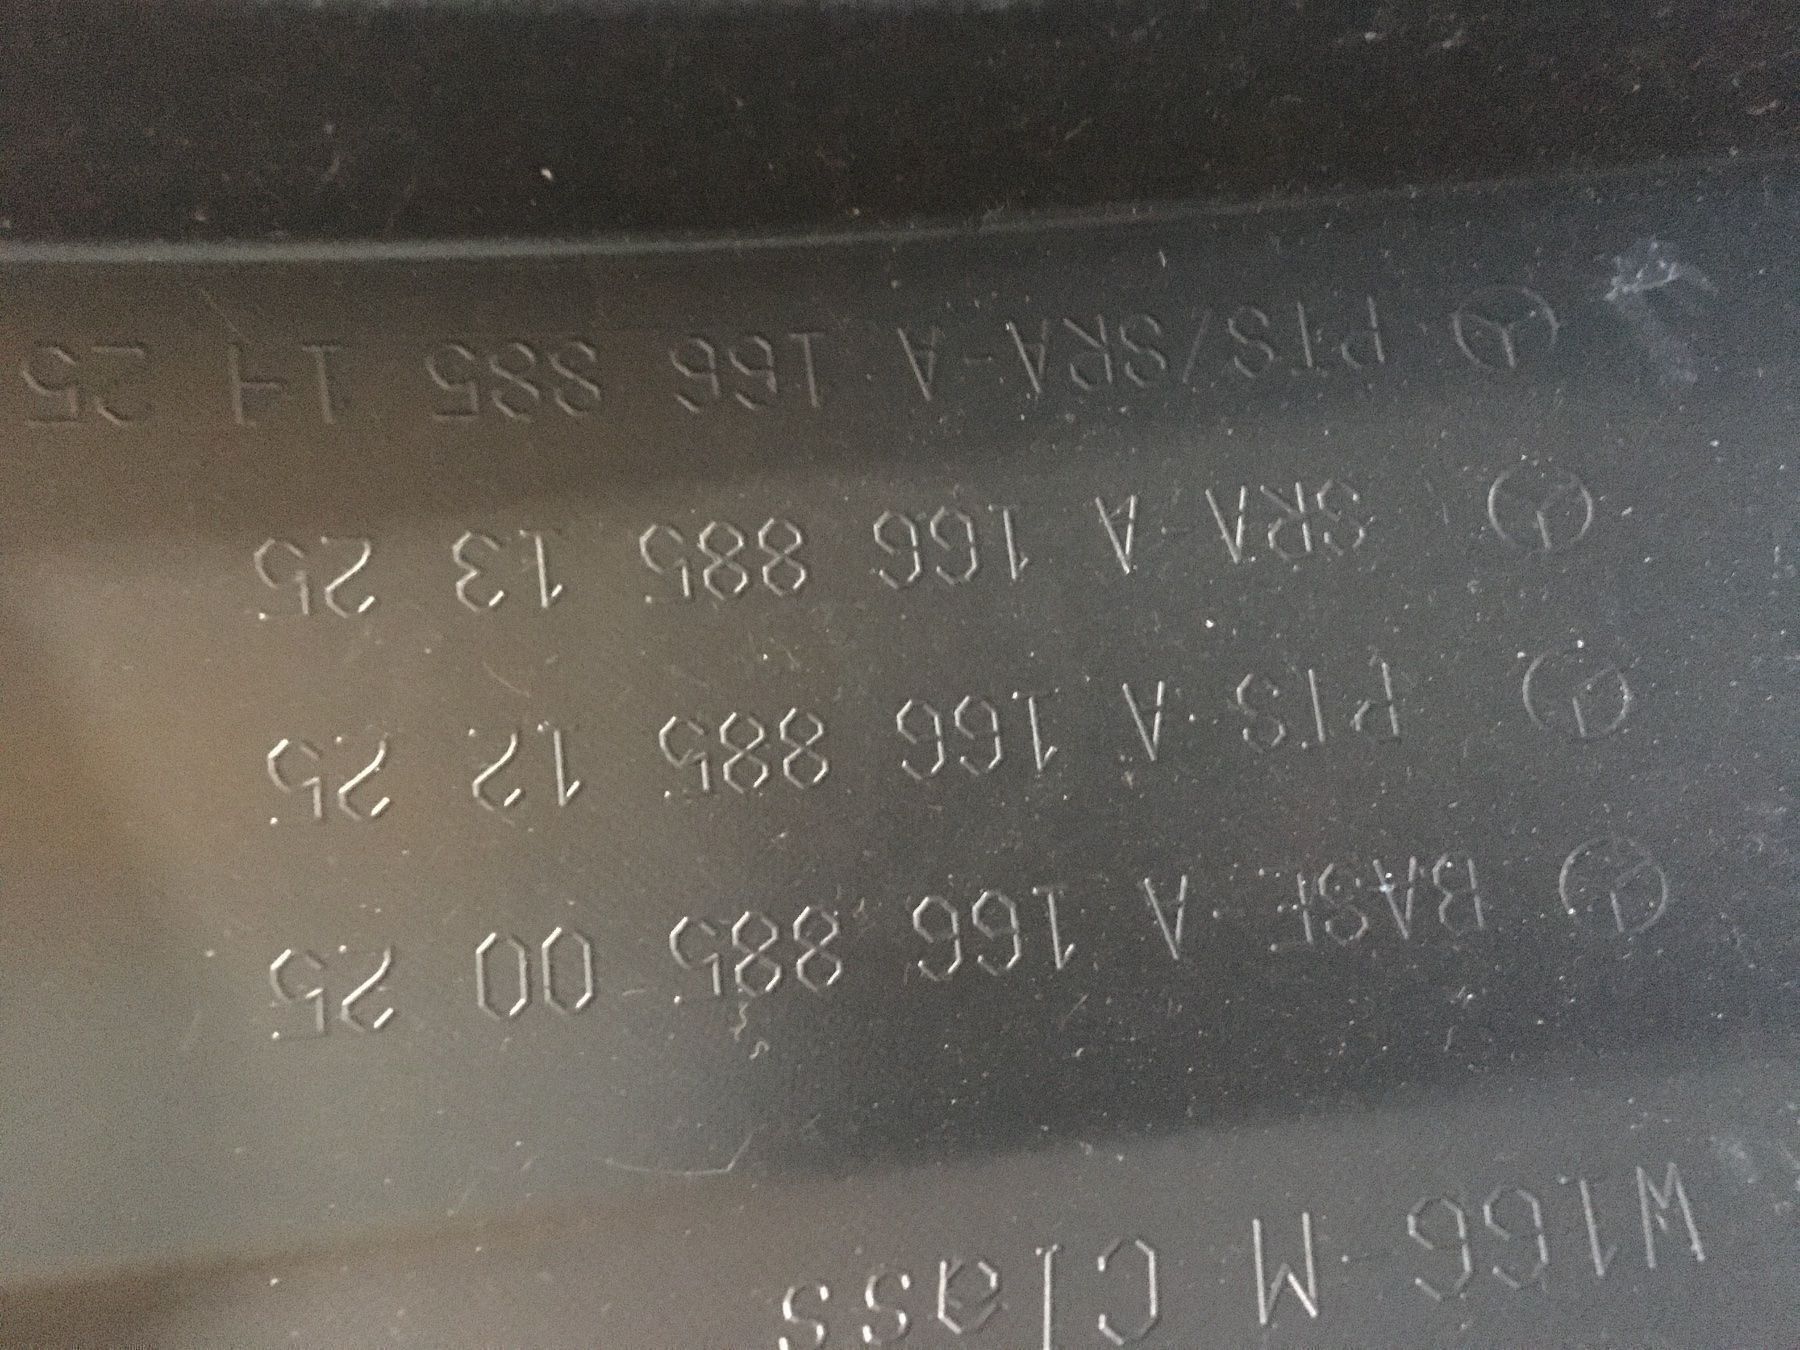 W166 M Class
BASE-A 166 885 00 25
PTS-A 166 885 12 25
SRA-A 166 885 13 25
PTS/SRA-A 166 885 14 25